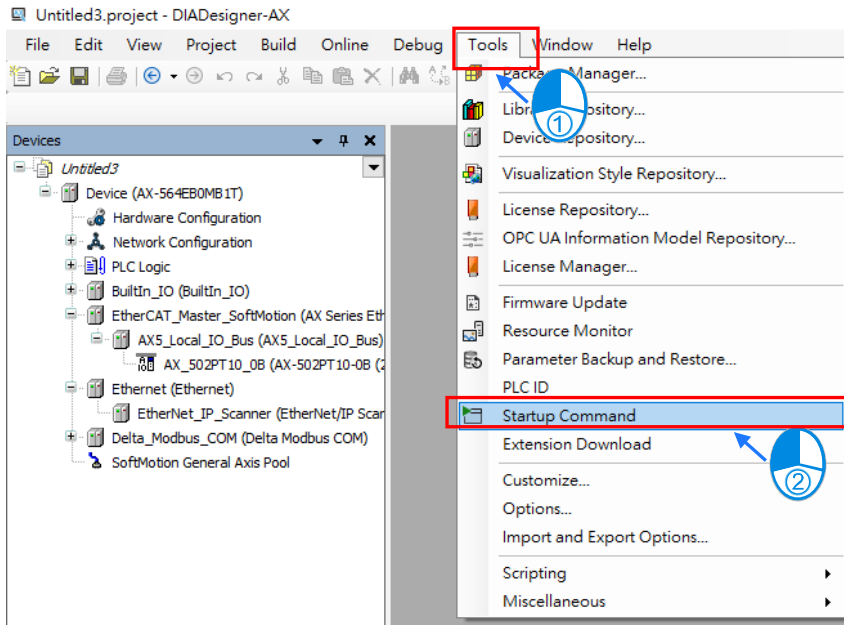 Untitled3.project - DIADesigner-AX
File Edit View Project Build Online Debug Tools Window Help
Package Manager...
①
Library Repository...
Devices
Device Repository...
Untitled3
Visualization Style Repository...
Device (AX-564EB0MB1T)
License Repository...
Hardware Configuration
OPC UA Information Model Repository...
Network Configuration
License Manager...
PLC Logic
BuiltIn_IO (BuiltIn_IO)
Firmware Update
EtherCAT_Master_SoftMotion (AX Series Eth
Resource Monitor
AX5_Local_IO_Bus (AX5_Local_IO_Bus)
Parameter Backup and Restore...
AX_502PT10_0B (AX-502PT10-0B (2
PLC ID
Ethernet (Ethernet)
Startup Command
EtherNet_IP_Scanner (EtherNet/IP Scar
Extension Download
Delta_Modbus_COM (Delta Modbus COM)
SoftMotion General Axis Pool
②
Customize...
Options...
Import and Export Options...
Scripting
Miscellaneous